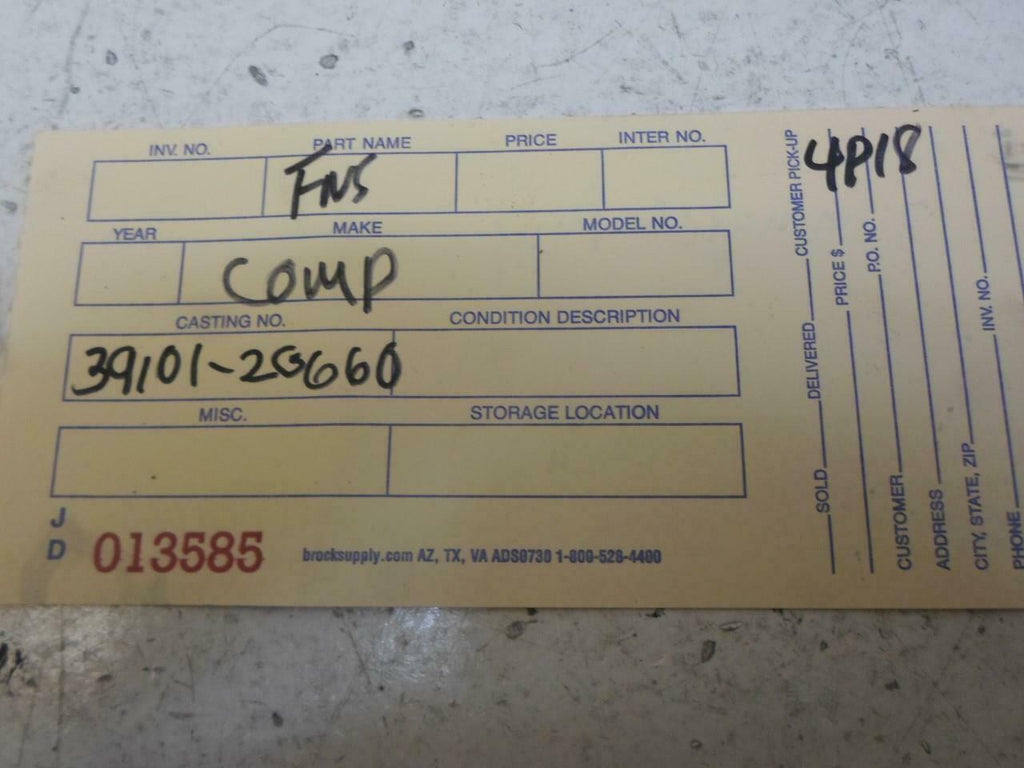 INV. NO. PART NAME PRICE INTER NO.
FNS
YEAR MAKE MODEL NO.
COMP
CASTING NO. CONDITION DESCRIPTION
39101-2G660
MISC. STORAGE LOCATION
J
D 013585 brocksupply.com AZ, TX, VA ADS0730 1-800-528-4400
4P18
SOLD DELIVERED CUSTOMER PICK-UP
PRICE $
P.O. NO.
CUSTOMER
ADDRESS
CITY, STATE, ZIP
INV. NO.
PHONE